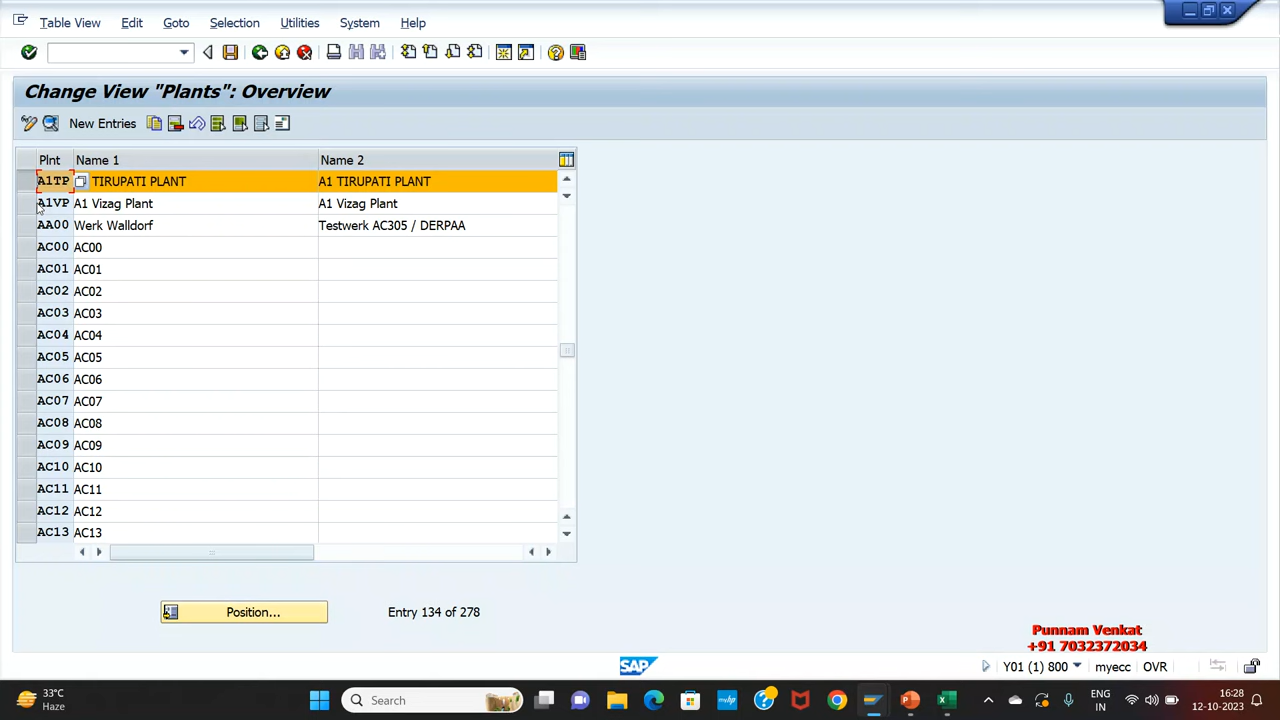 Table View Edit Goto Selection Utilities System Help
Change View "Plants": Overview
New Entries
Plnt Name 1 Name 2
A1TP TIRUPATI PLANT A1 TIRUPATI PLANT
A1VP A1 Vizag Plant A1 Vizag Plant
AA00 Werk Walldorf Testwerk AC305 / DERPAA
AC00 AC00
AC01 AC01
AC02 AC02
AC03 AC03
AC04 AC04
AC05 AC05
AC06 AC06
AC07 AC07
AC08 AC08
AC09 AC09
AC10 AC10
AC11 AC11
AC12 AC12
AC13 AC13
Position... Entry 134 of 278
Punnam Venkat
+91 7032372034
SAP Y01 (1) 800 myecc OVR
33°C
Haze
Search
ENG
IN
16:28
12-10-2023